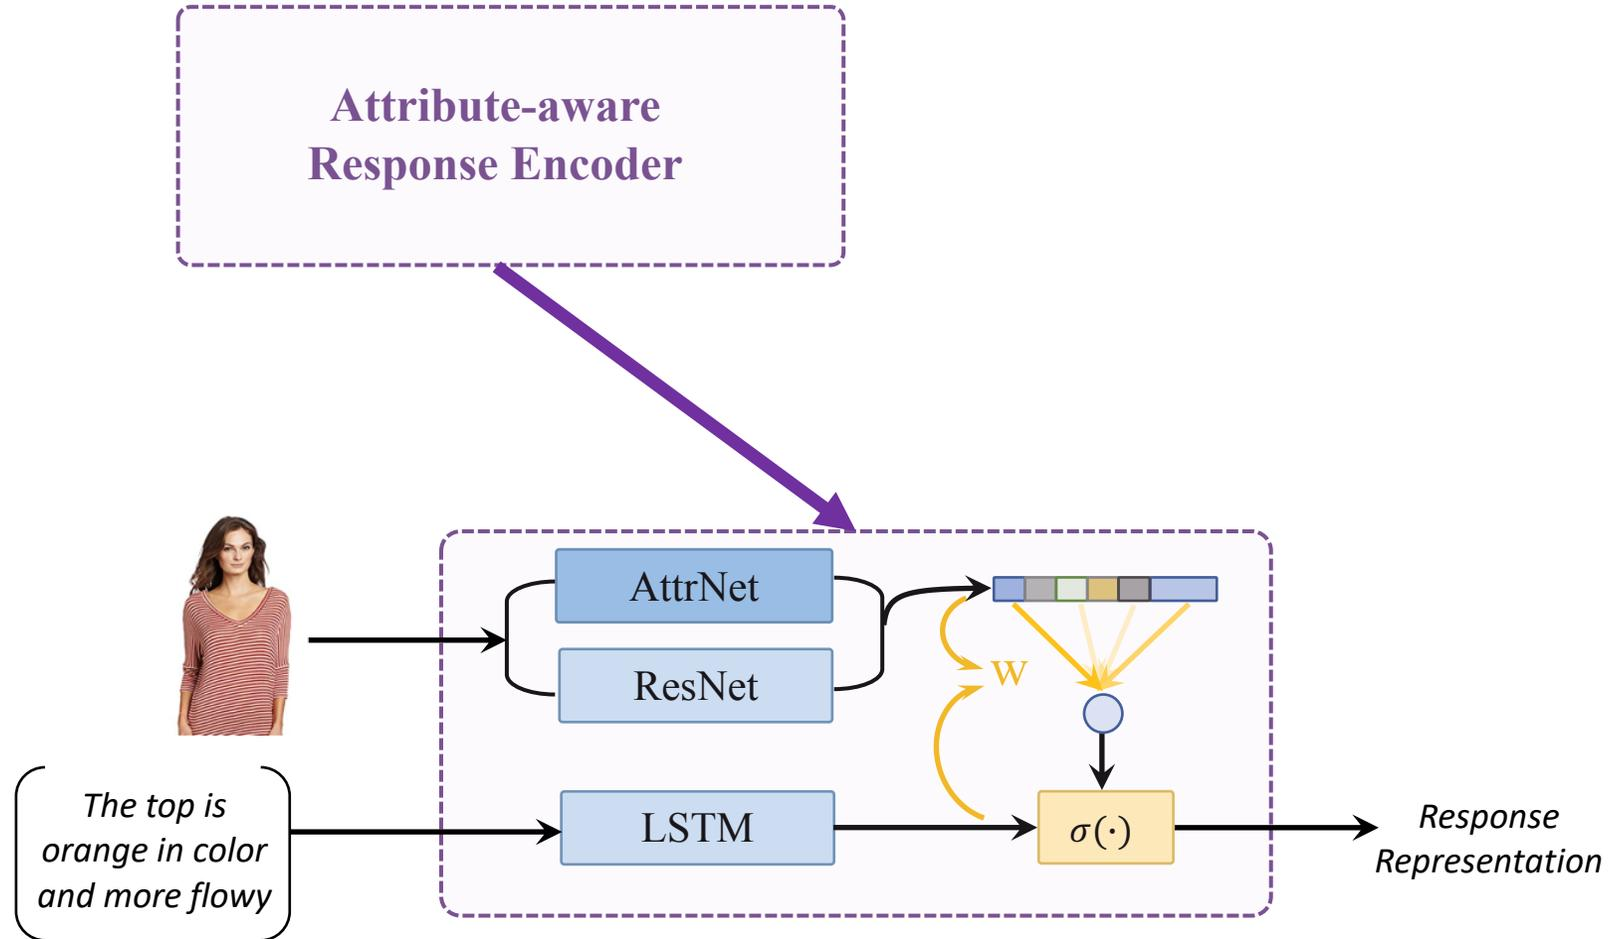 Attribute-aware
Response Encoder
AttrNet
ResNet
W
The top is
orange in color
and more flowy
LSTM
σ(·)
Response
Representation